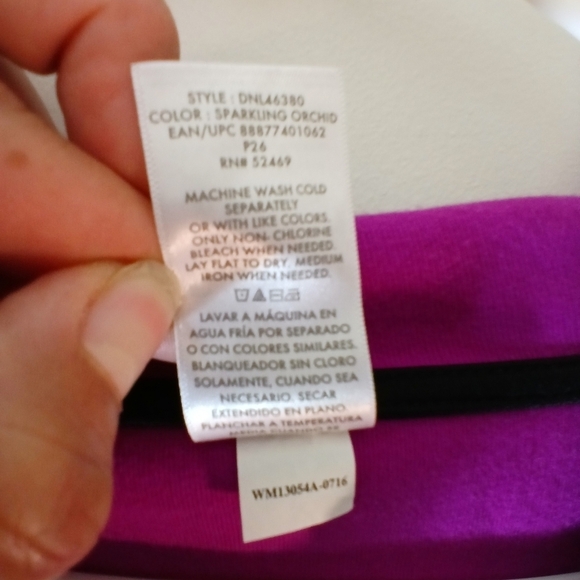 STYLE : DNL46380
COLOR : SPARKLING ORCHID
EAN/UPC 88877401062
P26
RN# 52469
MACHINE WASH COLD
SEPARATELY
OR WITH LIKE COLORS.
ONLY NON- CHLORINE
BLEACH WHEN NEEDED.
LAY FLAT TO DRY. MEDIUM
IRON WHEN NEEDED.
LAVAR A MÁQUINA EN
AGUA FRÍA POR SEPARADO
O CON COLORES SIMILARES.
BLANQUEADOR SIN CLORO
SOLAMENTE, CUANDO SEA
NECESARIO. SECAR
EXTENDIDO EN PLANO.
PLANCHAR A TEMPERATURA
WM13054A-0716